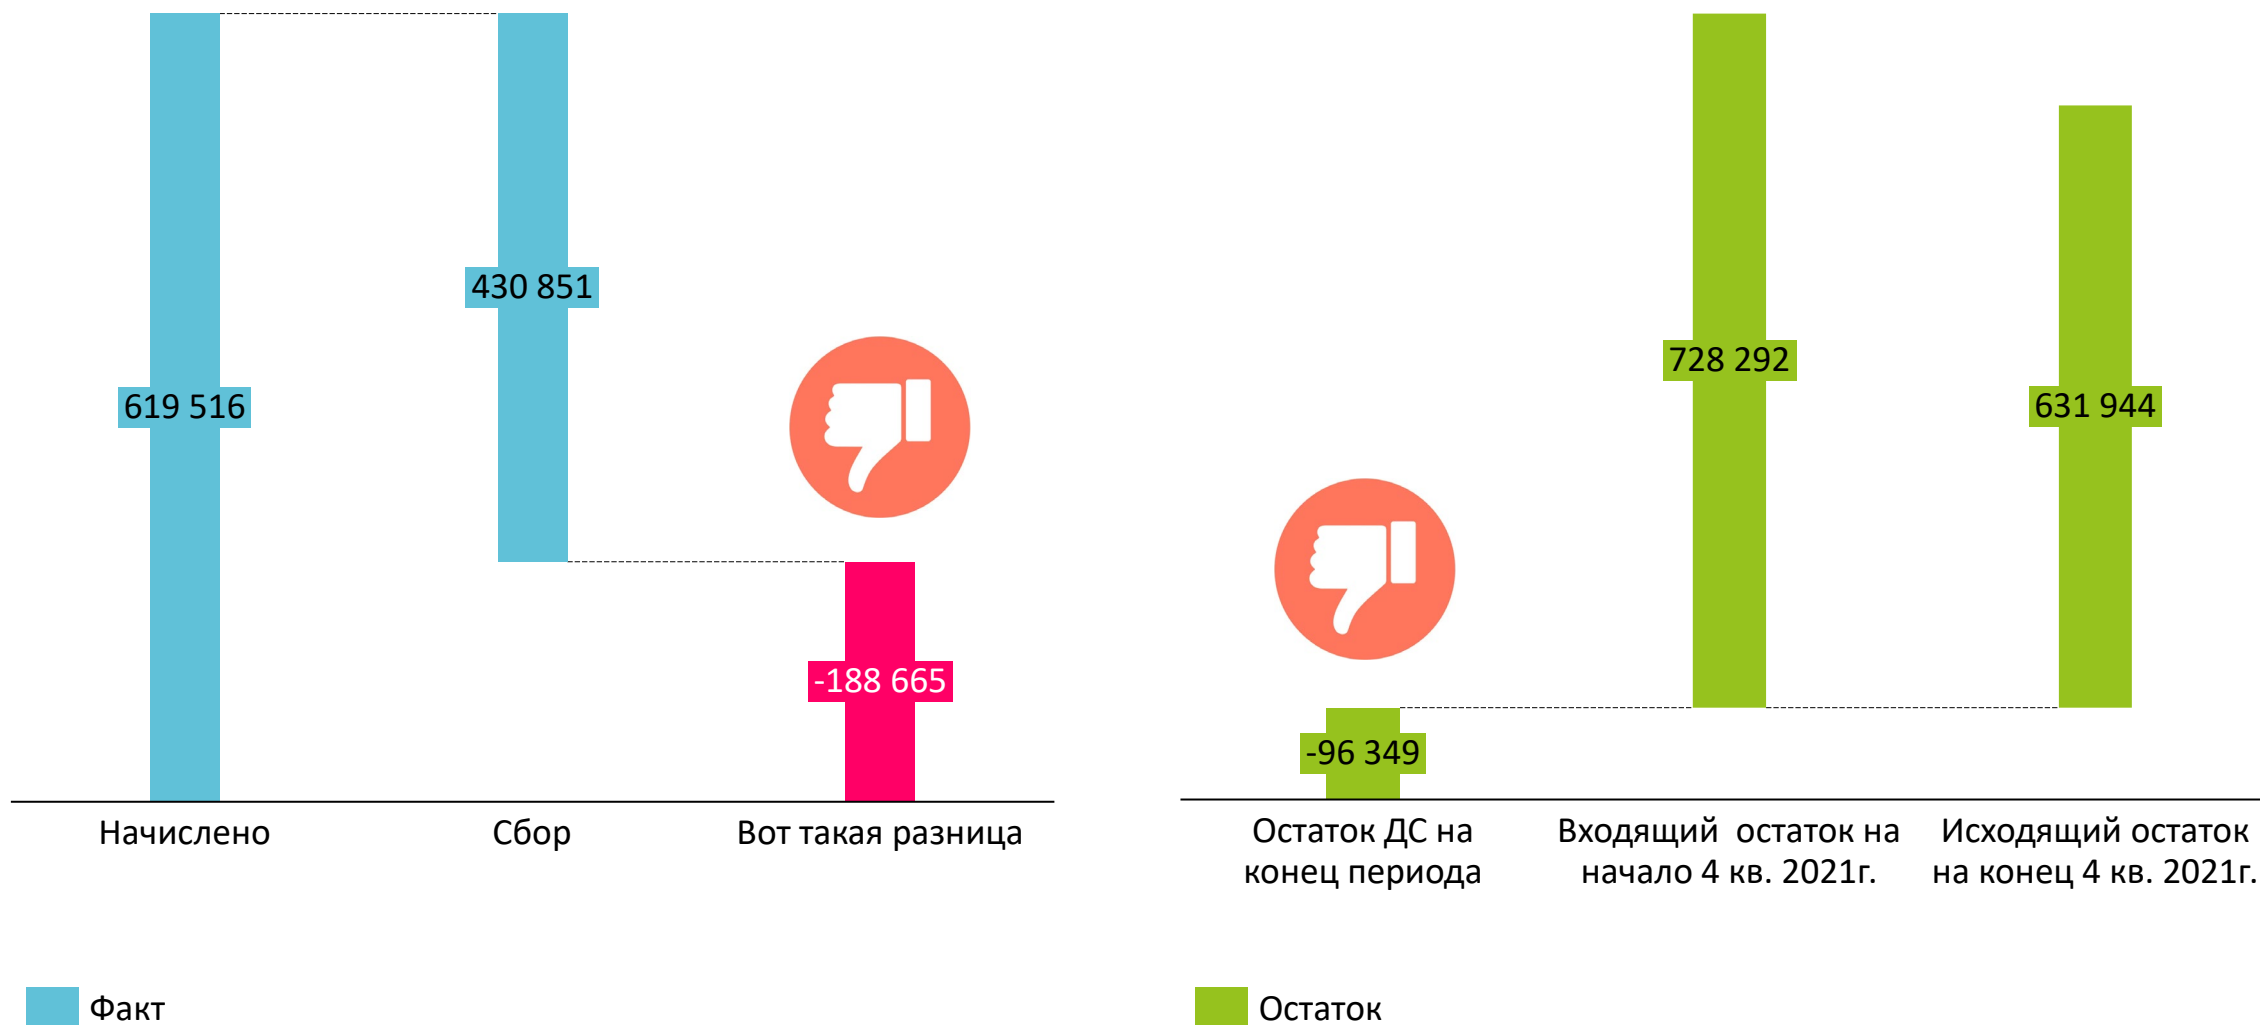 619 516
430 851
-188 665
Начислено
Сбор
Вот такая разница
Факт
728 292
631 944
-96 349
Остаток ДС на
конец периода
Входящий  остаток на
начало 4 кв. 2021г.
Исходящий остаток
на конец 4 кв. 2021г.
Остаток